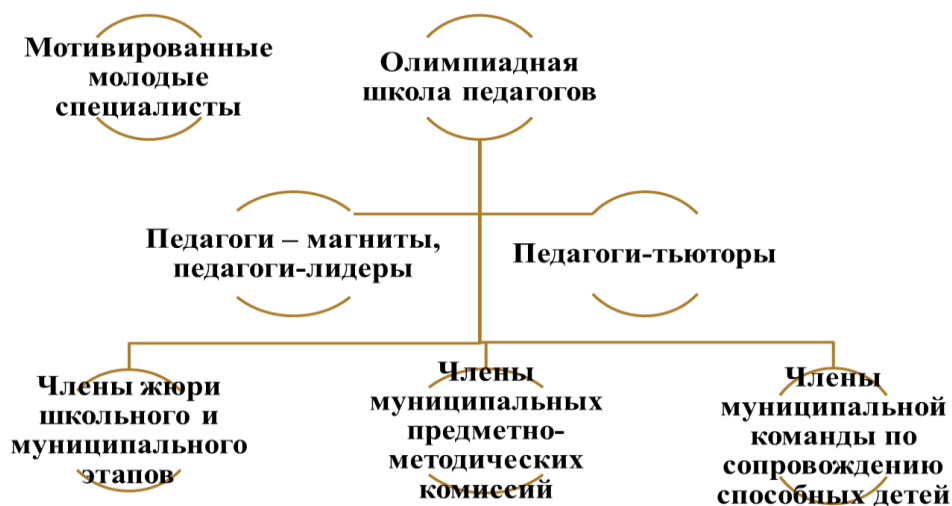 Мотивированные
молодые
специалисты
Олимпиадная
школа педагогов
Педагоги – магниты,
педагоги-лидеры
Педагоги-тьюторы
Члены жюри
школьного и
муниципального
этапов
Члены
муниципальных
предметно-
методических
комиссий
Члены
муниципальной
команды по
сопровождению
способных детей